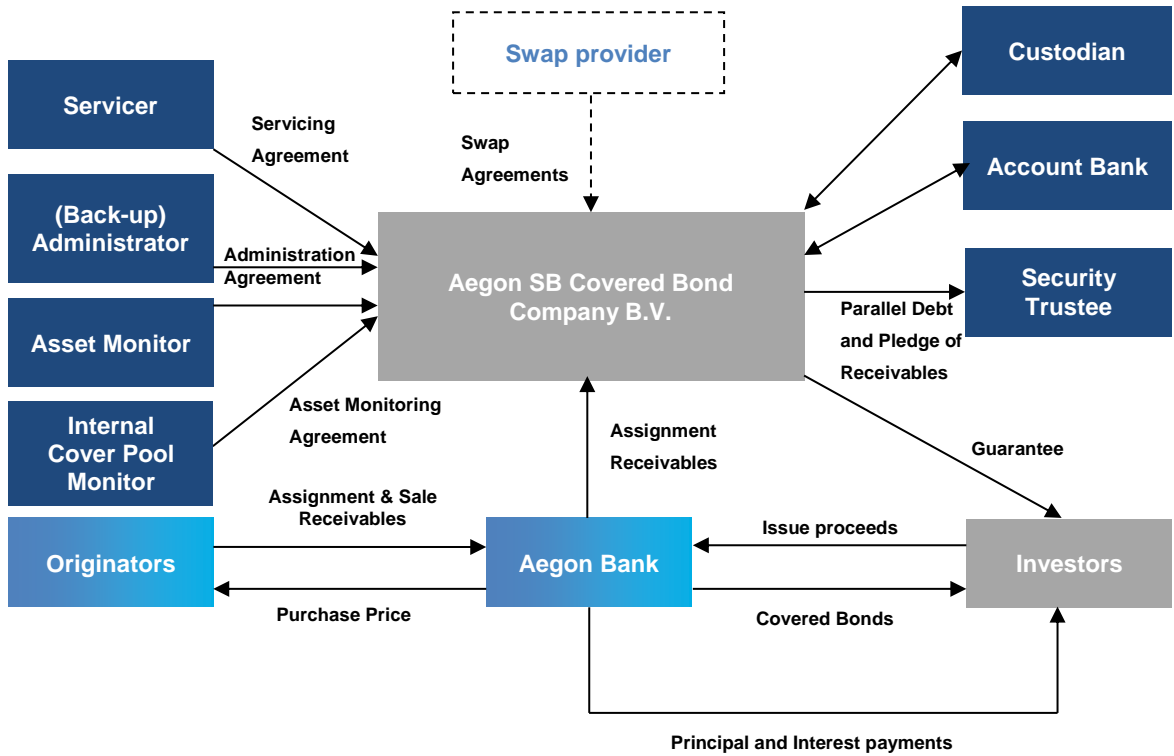 Swap provider
Custodian
Servicer
Servicing
Agreement
Swap
Agreements
Account Bank
(Back-up)
Administrator
Administration
Agreement
Aegon SB Covered Bond
Company B.V.
Security
Trustee
Parallel Debt
and Pledge of
Receivables
Asset Monitor
Internal
Cover Pool
Monitor
Asset Monitoring
Agreement
Assignment
Receivables
Guarantee
Assignment & Sale
Receivables
Originators
Aegon Bank
Issue proceeds
Investors
Purchase Price
Covered Bonds
Principal and Interest payments